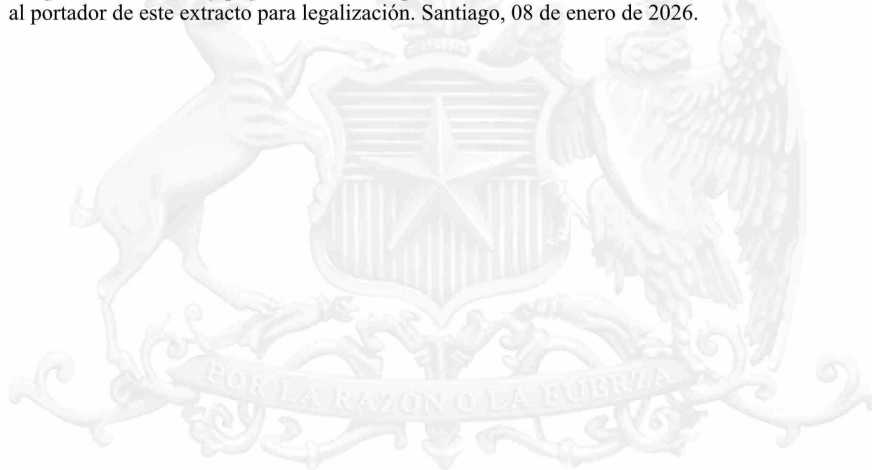 al portador de este extracto para legalización. Santiago, 08 de enero de 2026.
POR LA RAZON O LA FUERZA